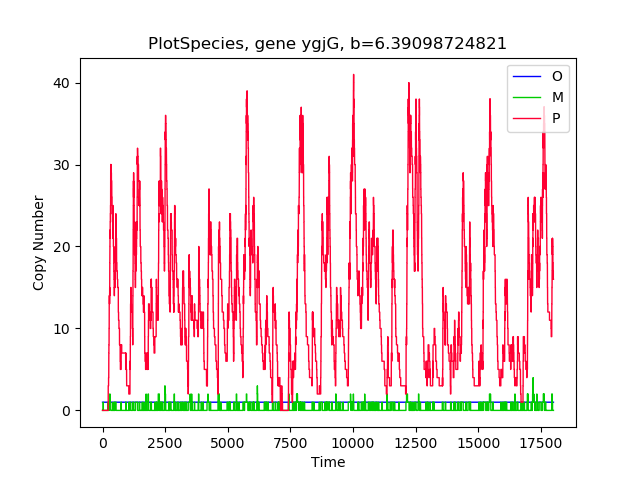 PlotSpecies, gene ygjG, b=6.39098724821
O
M
P
40
30
20
10
0
Copy Number
0 2500 5000 7500 10000 12500 15000 17500
Time